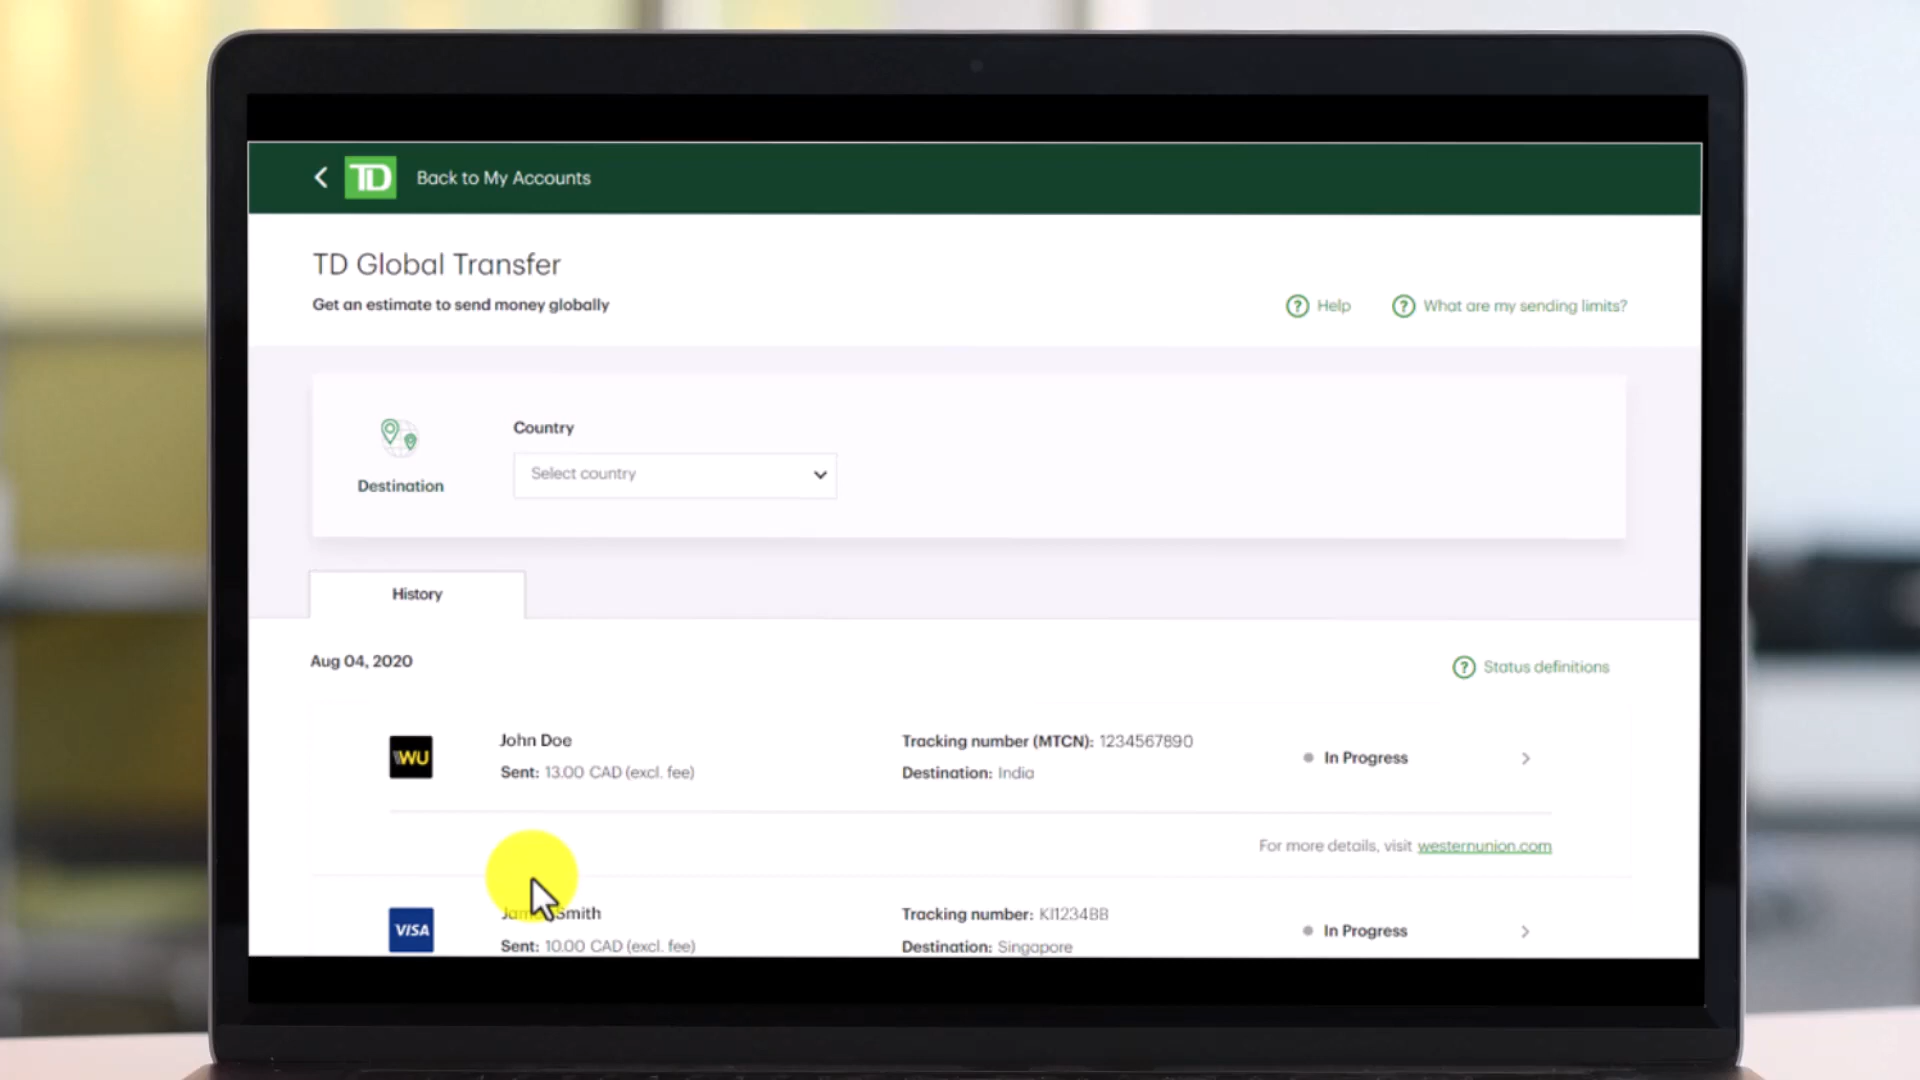 TD Back to My Accounts
TD Global Transfer
Get an estimate to send money globally
Help
What are my sending limits?
Country
Select country
Destination
History
Aug 04, 2020
Status definitions
WU
John Doe
Sent: 13.00 CAD (excl. fee)
Tracking number (MTCN): 1234567890
Destination: India
In Progress
For more details, visit westernunion.com
VISA
Smith
Sent: 10.00 CAD (excl. fee)
Tracking number: KI1234BB
Destination: Singapore
In Progress